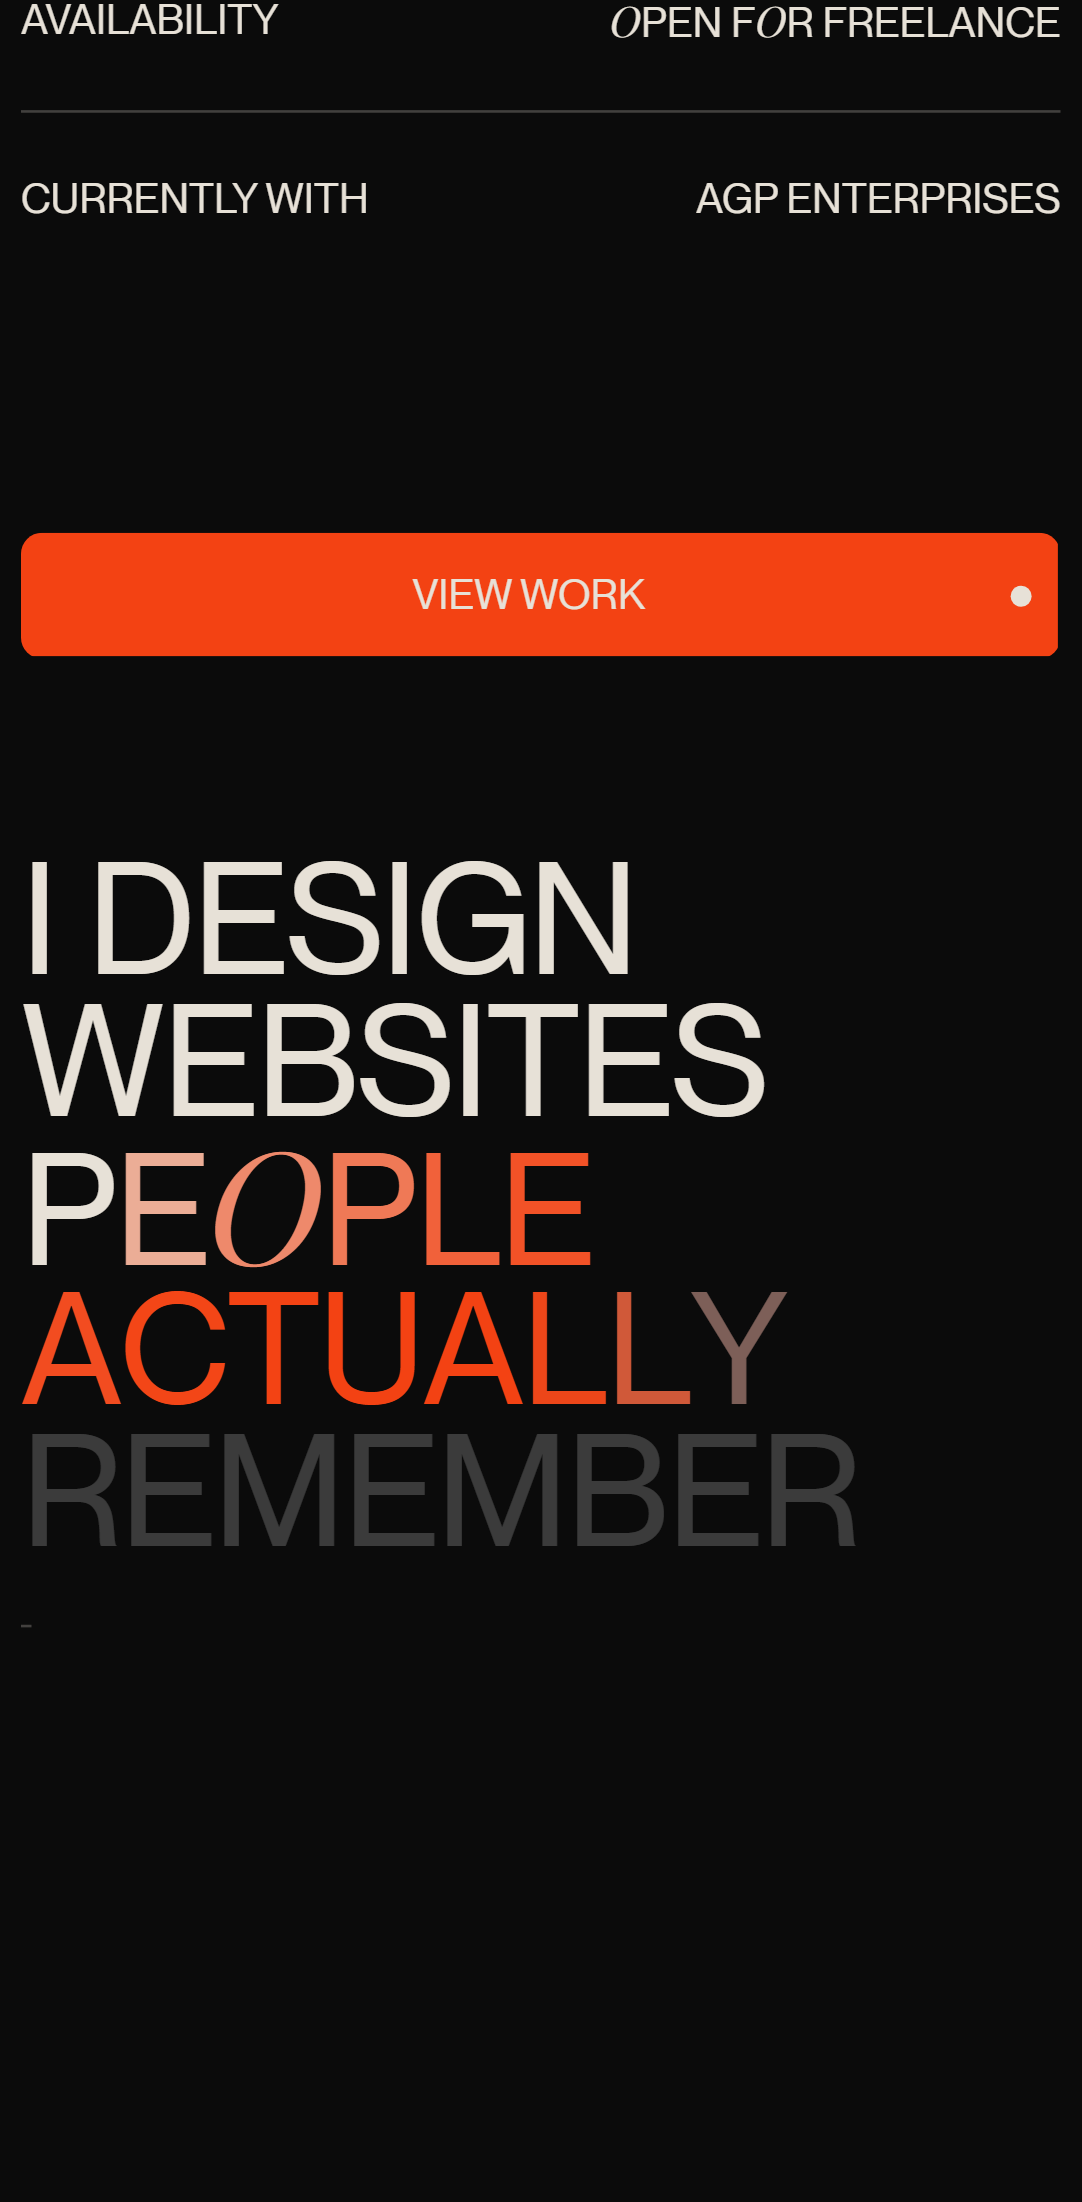 AVAILABILITY OPEN FOR FREELANCE
CURRENTLY WITH AGP ENTERPRISES
VIEW WORK
I DESIGN
WEBSITES
PEOPLE
ACTUALLY
REMEMBER
-